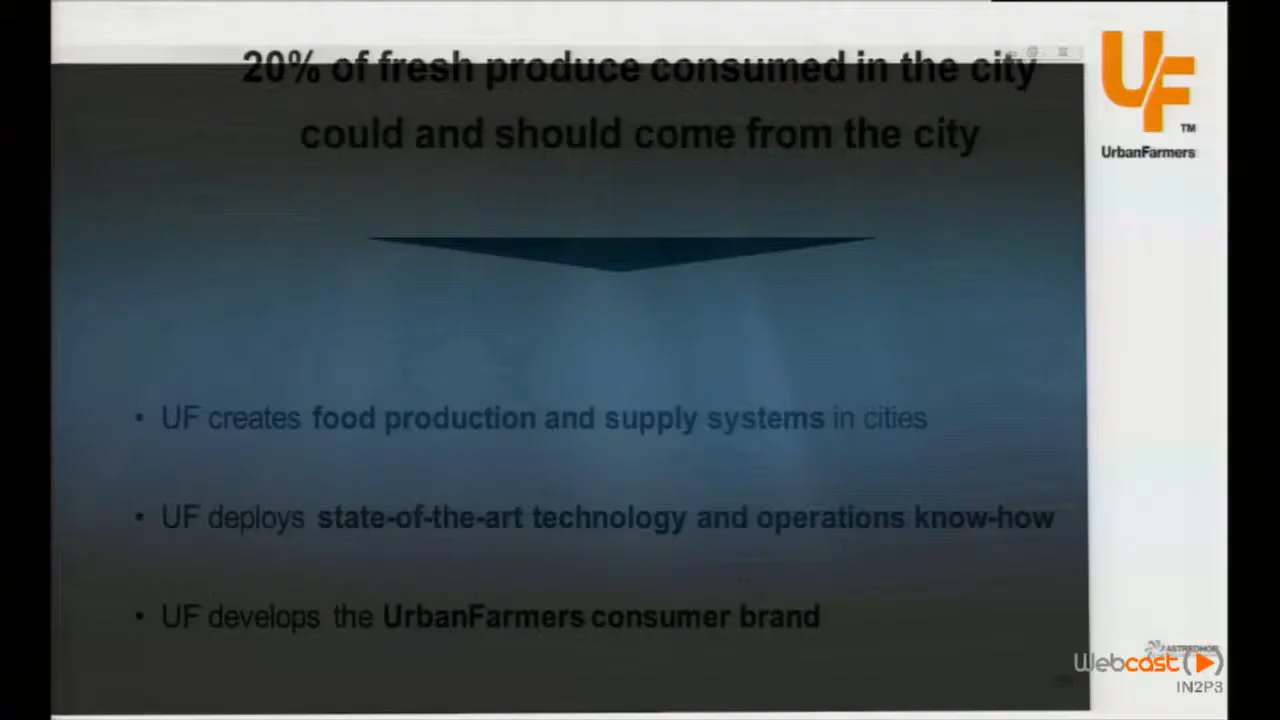 20% of fresh produce consumed in the city
could and should come from the city
UF
TM
UrbanFarmers
• UF creates food production and supply systems in cities
• UF deploys state-of-the-art technology and operations know-how
• UF develops the UrbanFarmers consumer brand
ASTREDHOR
Webcast
IN2P3